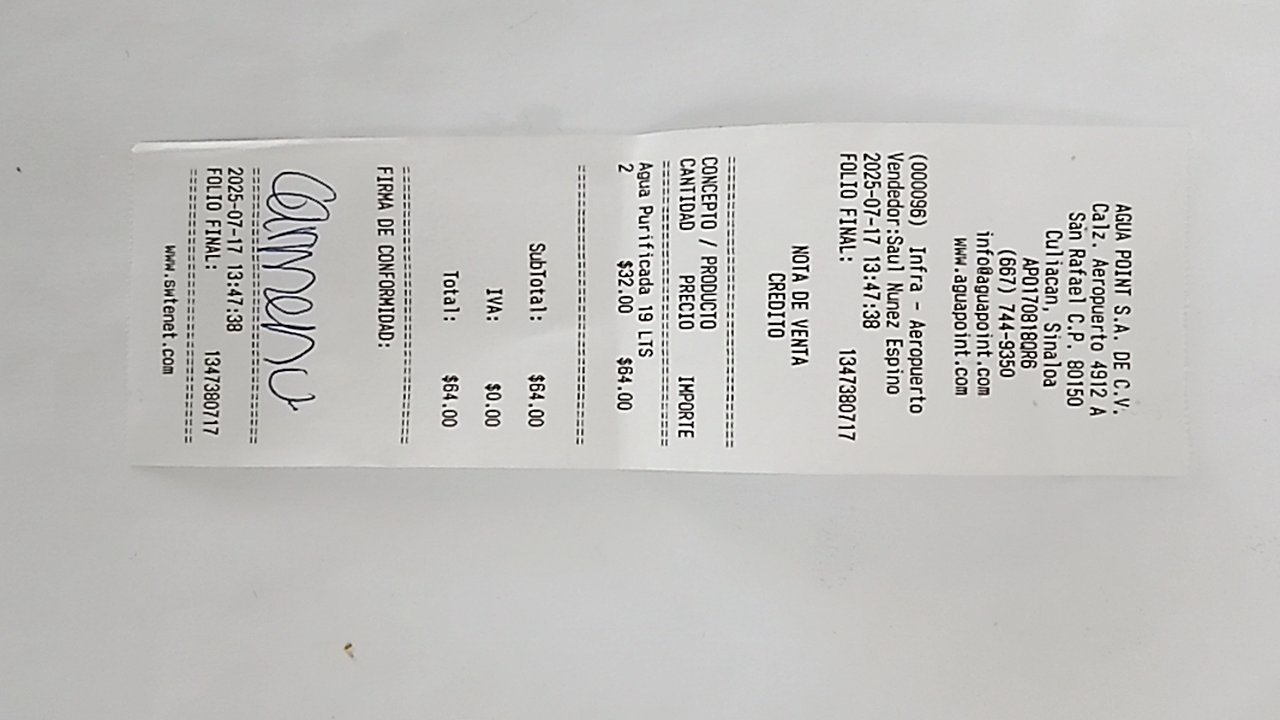 AGUA POINT S.A. DE C.V.
Calz. Aeropuerto 4912 A
San Rafael C.P. 80150
Culiacan, Sinaloa
APO170818QR6
(667) 744-9350
info@aguapoint.com
www.aguapoint.com
(000096) Infra - Aeropuerto
Vendedor:Saul Nunez Espino
2025-07-17 13:47:38
FOLIO FINAL: 1347380717
NOTA DE VENTA
CREDITO
==============================
CONCEPTO / PRODUCTO
CANTIDAD PRECIO IMPORTE
==============================
Agua Purificada 19 LTS
2 $32.00 $64.00
==============================
SubTotal: $64.00
IVA: $0.00
Total: $64.00
==============================
FIRMA DE CONFORMIDAD:
==============================
2025-07-17 13:47:38
FOLIO FINAL: 1347380717
==============================
www.swtenet.com